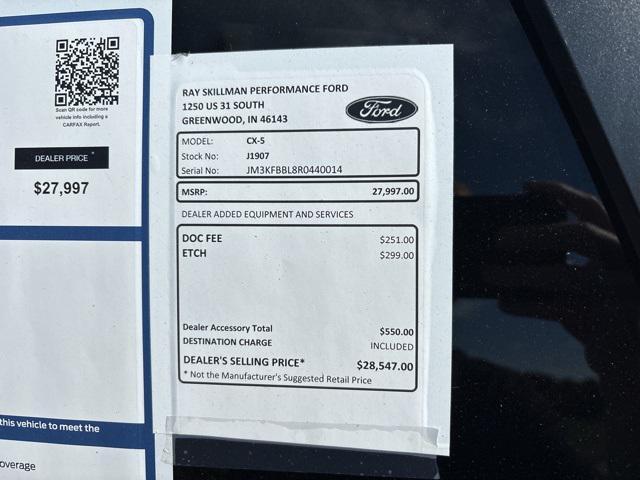 Scan QR code for more
vehicle info including a
CARFAX Report.
DEALER PRICE *
$27,997
this vehicle to meet the
overage
RAY SKILLMAN PERFORMANCE FORD
1250 US 31 SOUTH
GREENWOOD, IN 46143
Ford
MODEL: CX-5
Stock No: J1907
Serial No: JM3KFBBL8R0440014
MSRP: 27,997.00
DEALER ADDED EQUIPMENT AND SERVICES
DOC FEE $251.00
ETCH $299.00
Dealer Accessory Total $550.00
DESTINATION CHARGE INCLUDED
DEALER'S SELLING PRICE* $28,547.00
* Not the Manufacturer's Suggested Retail Price